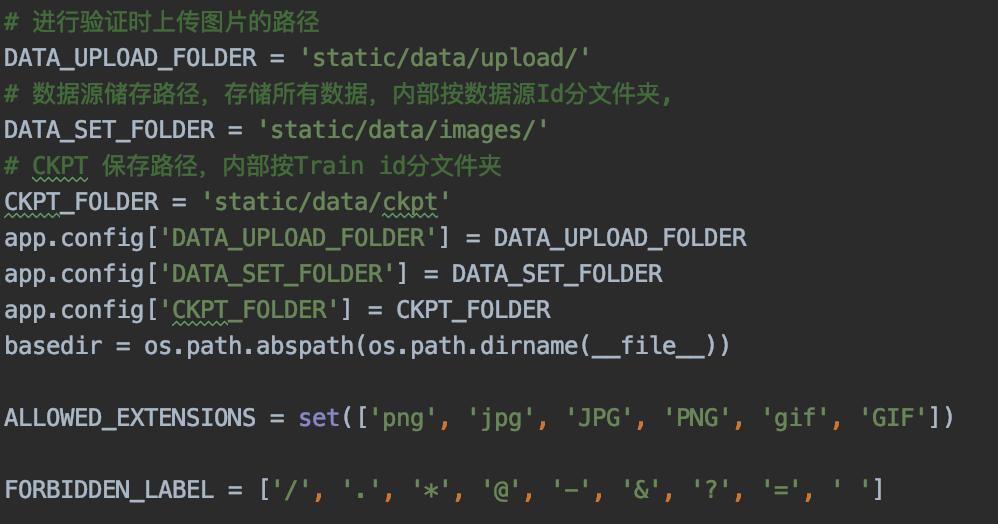 # 进行验证时上传图片的路径
DATA_UPLOAD_FOLDER = 'static/data/upload/'
# 数据源储存路径，存储所有数据，内部按数据源Id分文件夹，
DATA_SET_FOLDER = 'static/data/images/'
# CKPT 保存路径，内部按Train id分文件夹
CKPT_FOLDER = 'static/data/ckpt'
app.config['DATA_UPLOAD_FOLDER'] = DATA_UPLOAD_FOLDER
app.config['DATA_SET_FOLDER'] = DATA_SET_FOLDER
app.config['CKPT_FOLDER'] = CKPT_FOLDER
basedir = os.path.abspath(os.path.dirname(__file__))
ALLOWED_EXTENSIONS = set(['png', 'jpg', 'JPG', 'PNG', 'gif', 'GIF'])
FORBIDDEN_LABEL = ['/', '.', '*', '@', '-', '&', '?', '=', ' ']